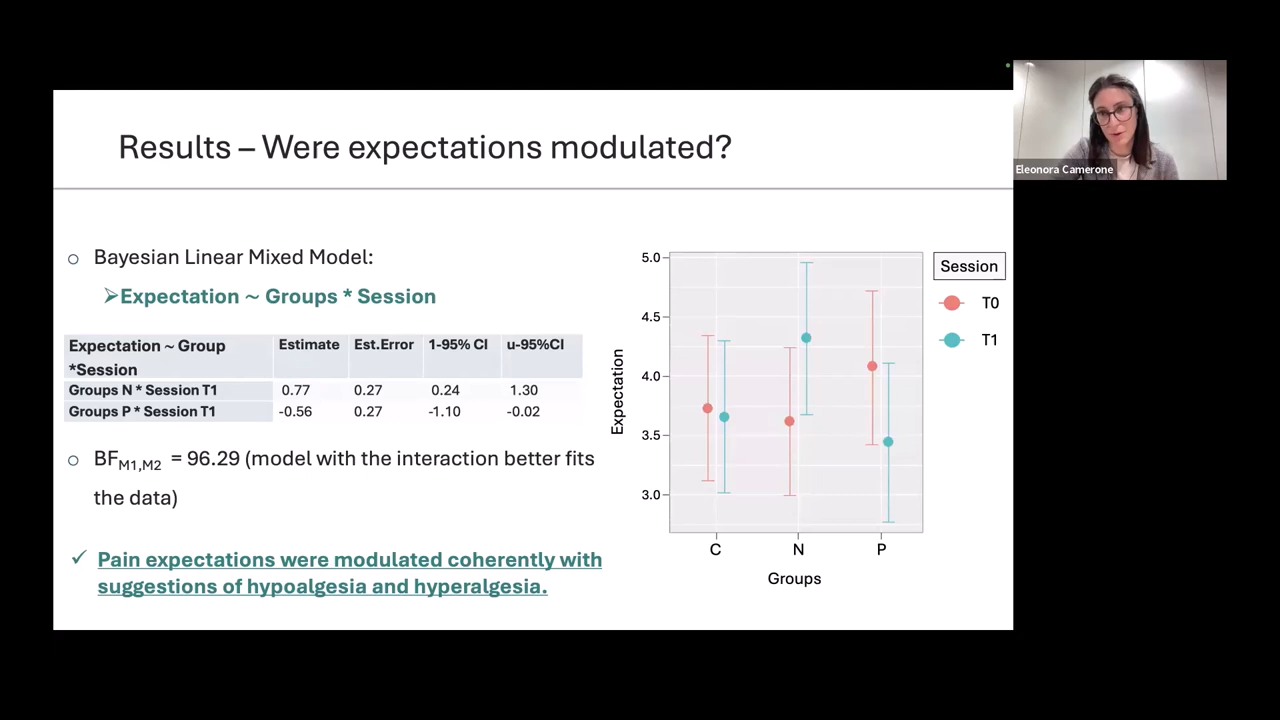 Results – Were expectations modulated?
Eleonora Camerone
○ Bayesian Linear Mixed Model:
➢Expectation ~ Groups * Session
Expectation ~ Group Estimate Est.Error 1-95% CI u-95%CI
*Session
Groups N * Session T1 0.77 0.27 0.24 1.30
Groups P * Session T1 -0.56 0.27 -1.10 -0.02
○ BFM1,M2 = 96.29 (model with the interaction better fits
the data)
✓ Pain expectations were modulated coherently with
suggestions of hypoalgesia and hyperalgesia.
5.0
4.5
4.0
3.5
3.0
Expectation
C N P
Groups
Session
T0
T1